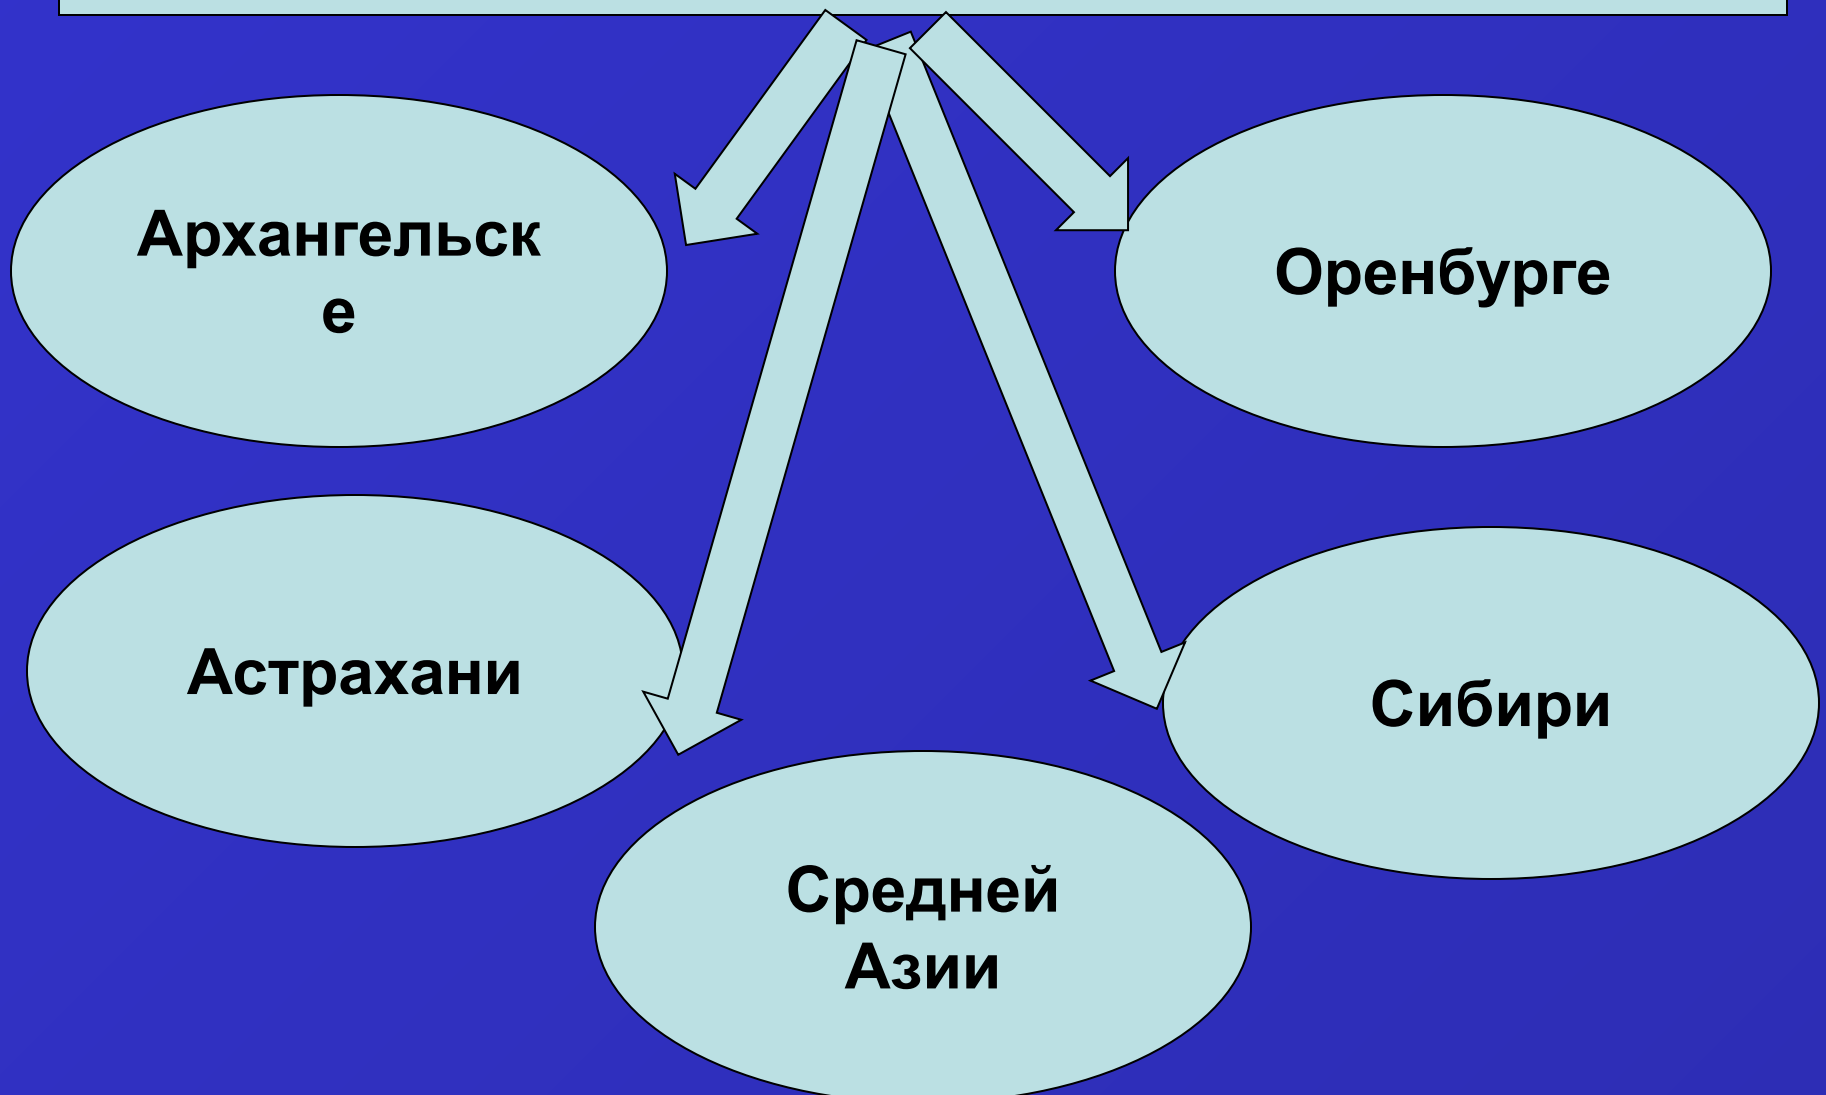 Архангельск
е
Оренбурге
Астрахани
Сибири
Средней
Азии